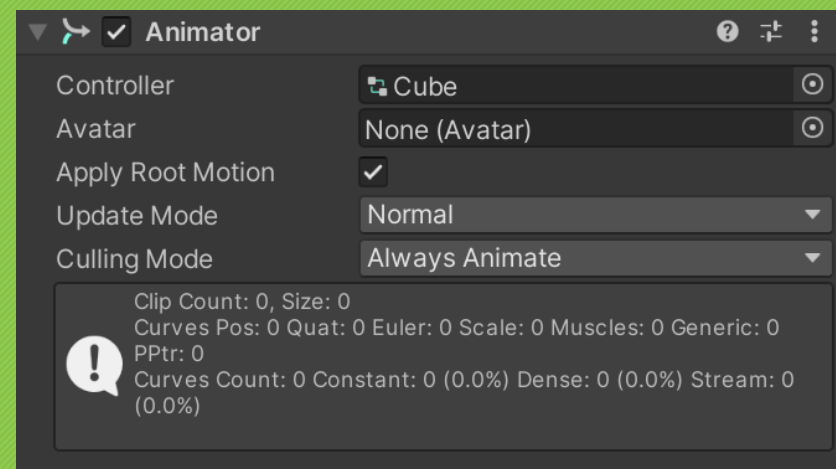 Animator
Controller Cube
Avatar None (Avatar)
Apply Root Motion
Update Mode Normal
Culling Mode Always Animate
Clip Count: 0, Size: 0
Curves Pos: 0 Quat: 0 Euler: 0 Scale: 0 Muscles: 0 Generic: 0
PPtr: 0
Curves Count: 0 Constant: 0 (0.0%) Dense: 0 (0.0%) Stream: 0
(0.0%)